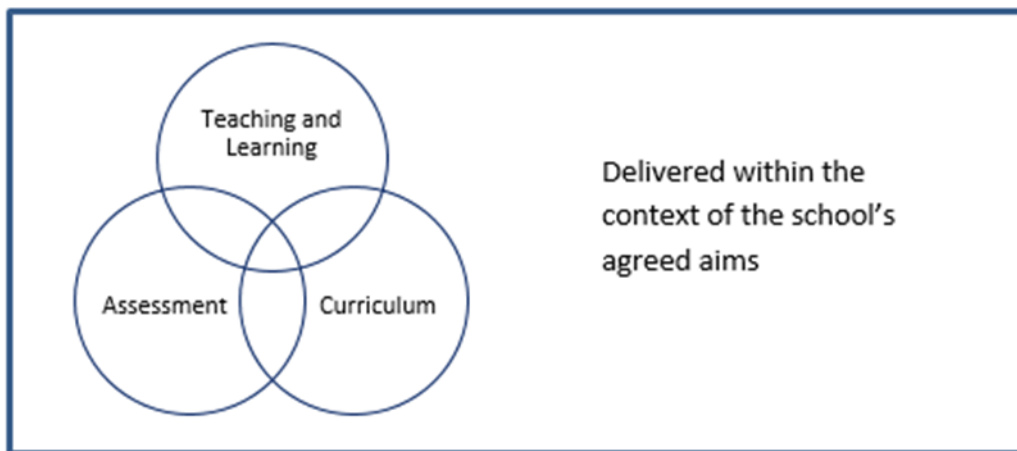 Teaching and
Learning
Assessment
Curriculum
Delivered within the
context of the school’s
agreed aims